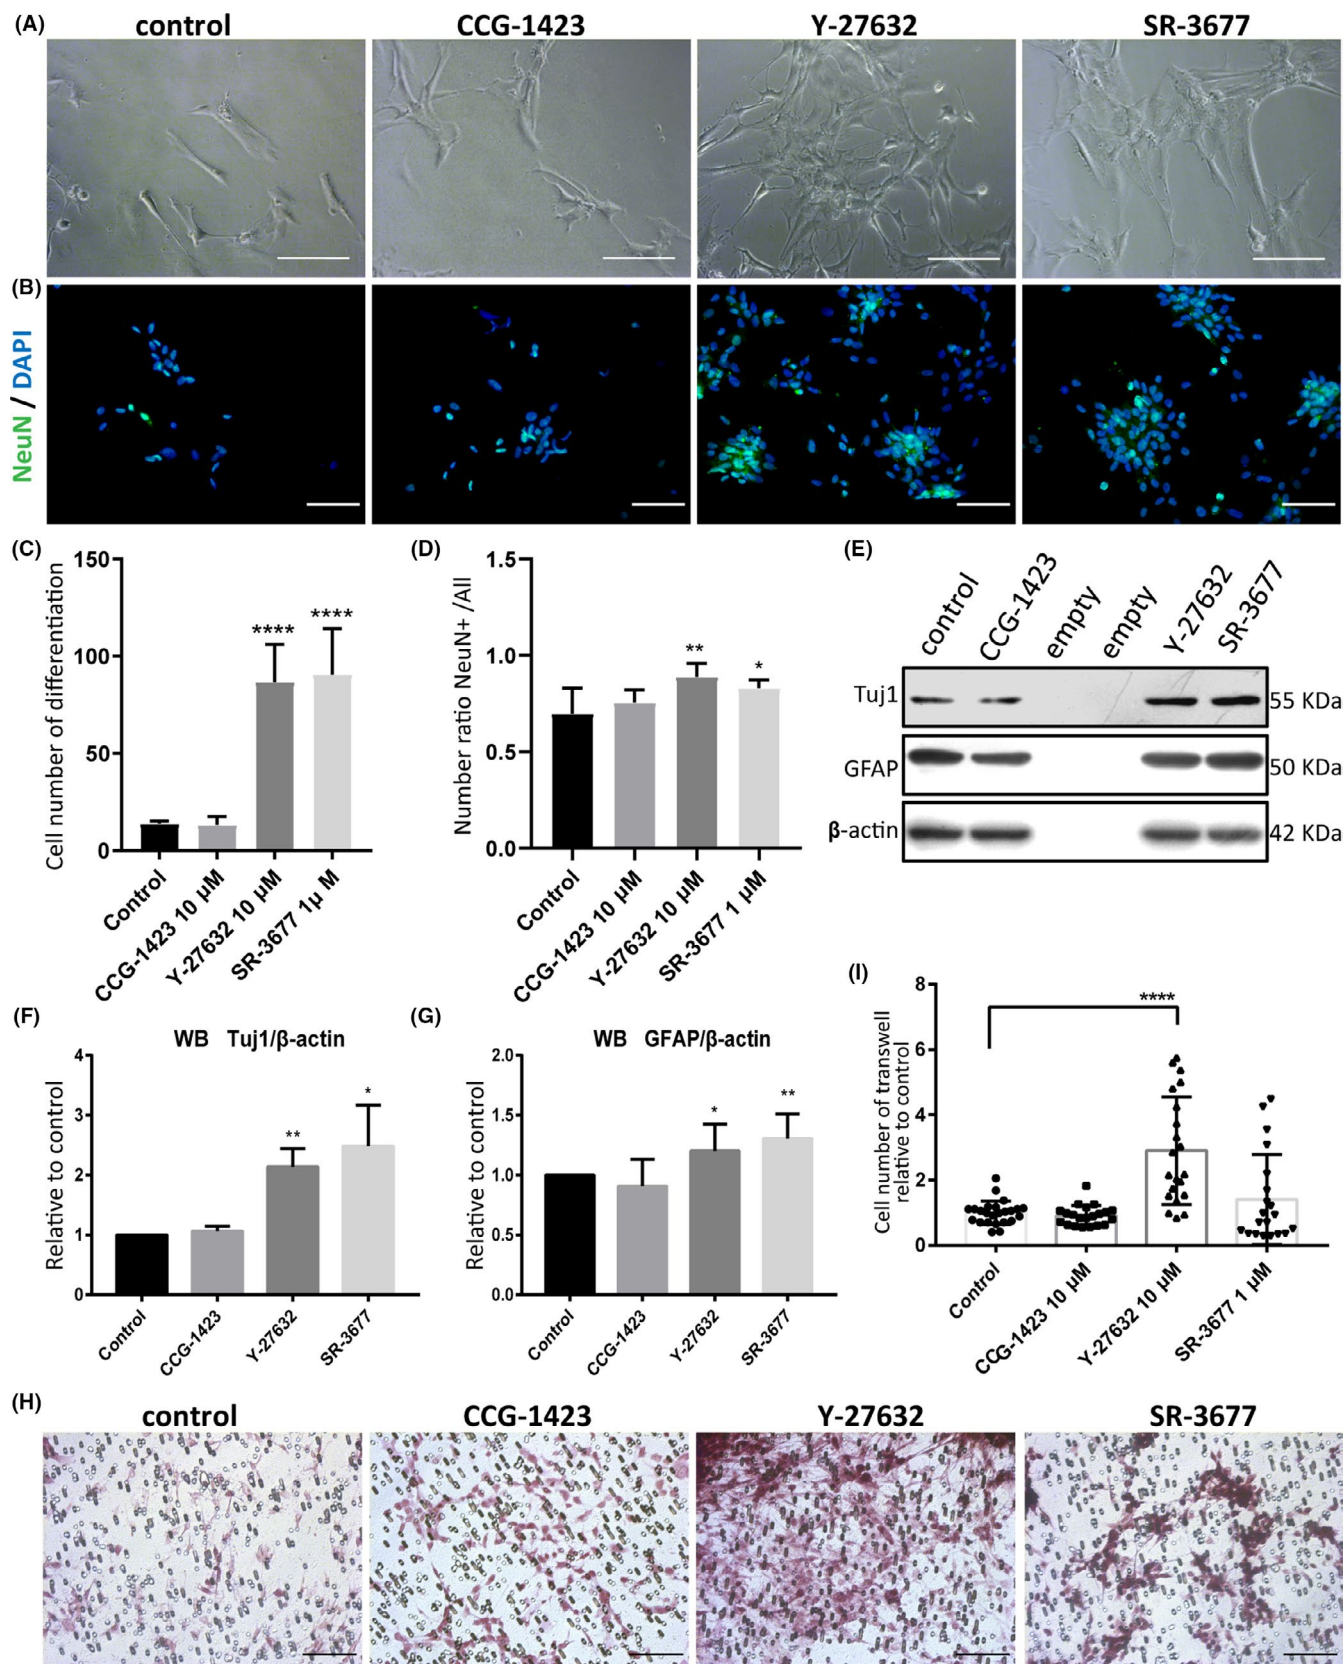 (A) control CCG-1423 Y-27632 SR-3677
(B)
NeuN / DAPI
(C)
Cell number of differentiation
150
100
50
0
****
****
Control
CCG-1423 10 μM
Y-27632 10 μM
SR-3677 1μ M
(D)
Number ratio NeuN+ /All
1.5
1.0
0.5
0.0
**
*
Control
CCG-1423 10 μM
Y-27632 10 μM
SR-3677 1 μM
(E)
control
CCG-1423
empty
empty
Y-27632
SR-3677
Tuj1 55 KDa
GFAP 50 KDa
β-actin 42 KDa
(F)
WB Tuj1/β-actin
Relative to control
4
3
2
1
0
**
*
Control
CCG-1423
Y-27632
SR-3677
(G)
WB GFAP/β-actin
Relative to control
2.0
1.5
1.0
0.5
0.0
*
**
Control
CCG-1423
Y-27632
SR-3677
(I)
Cell number of transwell
relative to control
8
6
4
2
0
****
Control
CCG-1423 10 μM
Y-27632 10 μM
SR-3677 1 μM
(H)
control CCG-1423 Y-27632 SR-3677